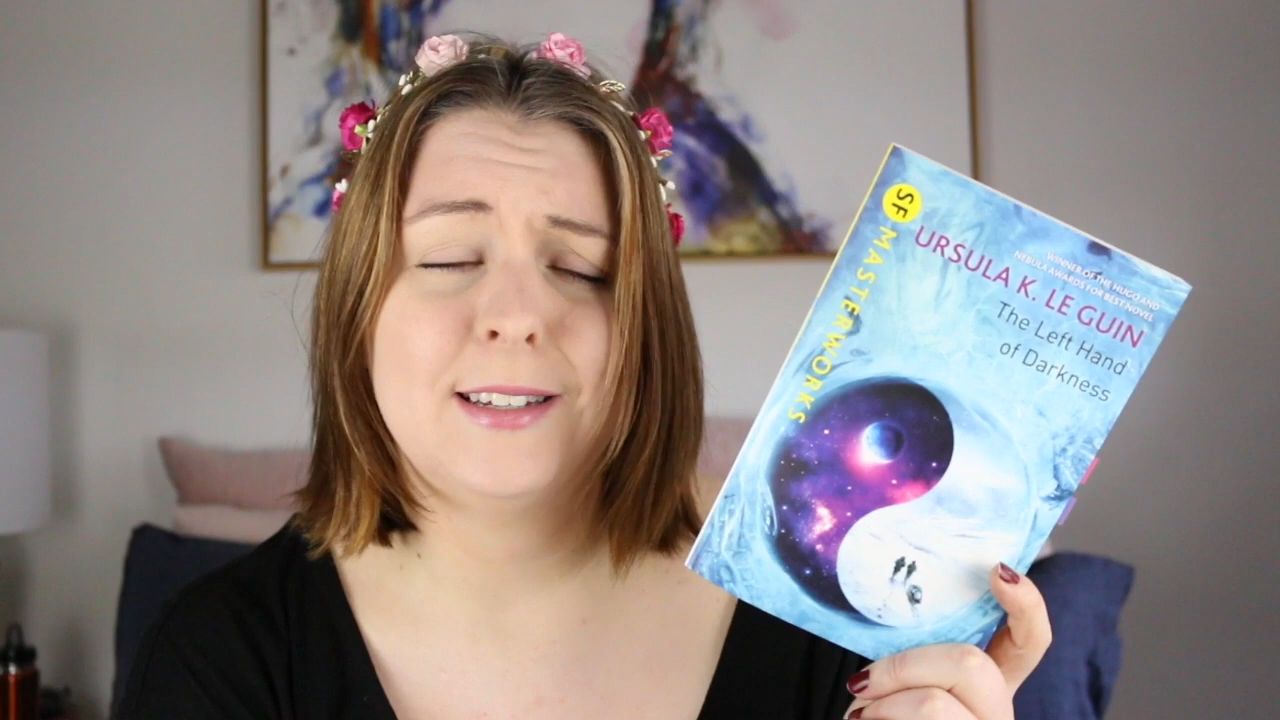 SF MASTERWORKS
WINNER OF THE HUGO AND
NEBULA AWARDS FOR BEST NOVEL
URSULA K. LE GUIN
The Left Hand
of Darkness